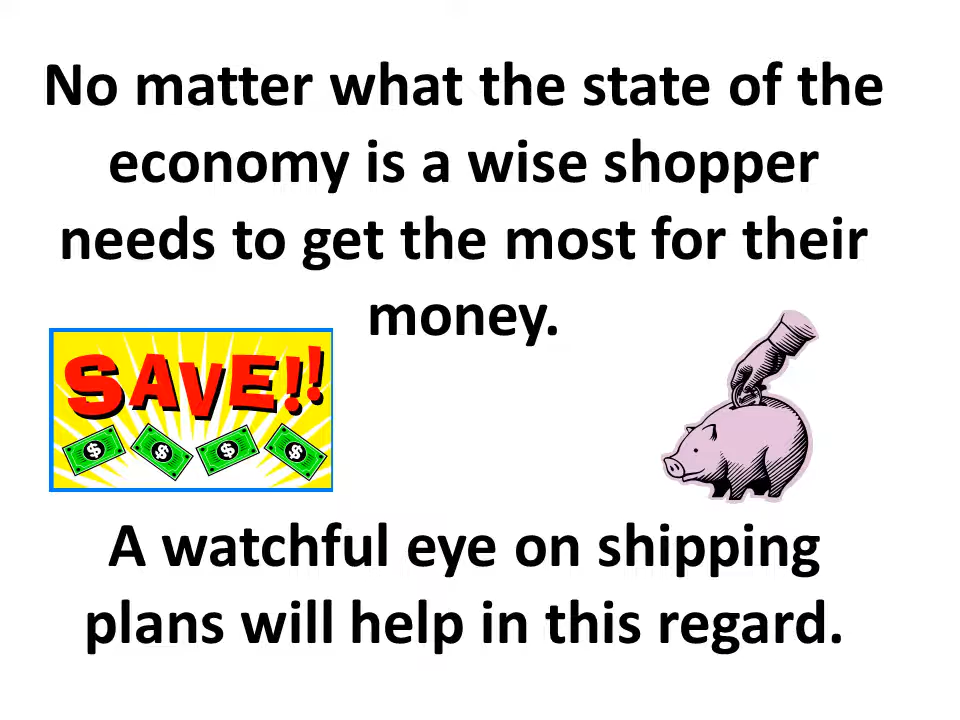 No matter what the state of the
economy is a wise shopper
needs to get the most for their
money.
SAVE!!
$ $ $ $
A watchful eye on shipping
plans will help in this regard.